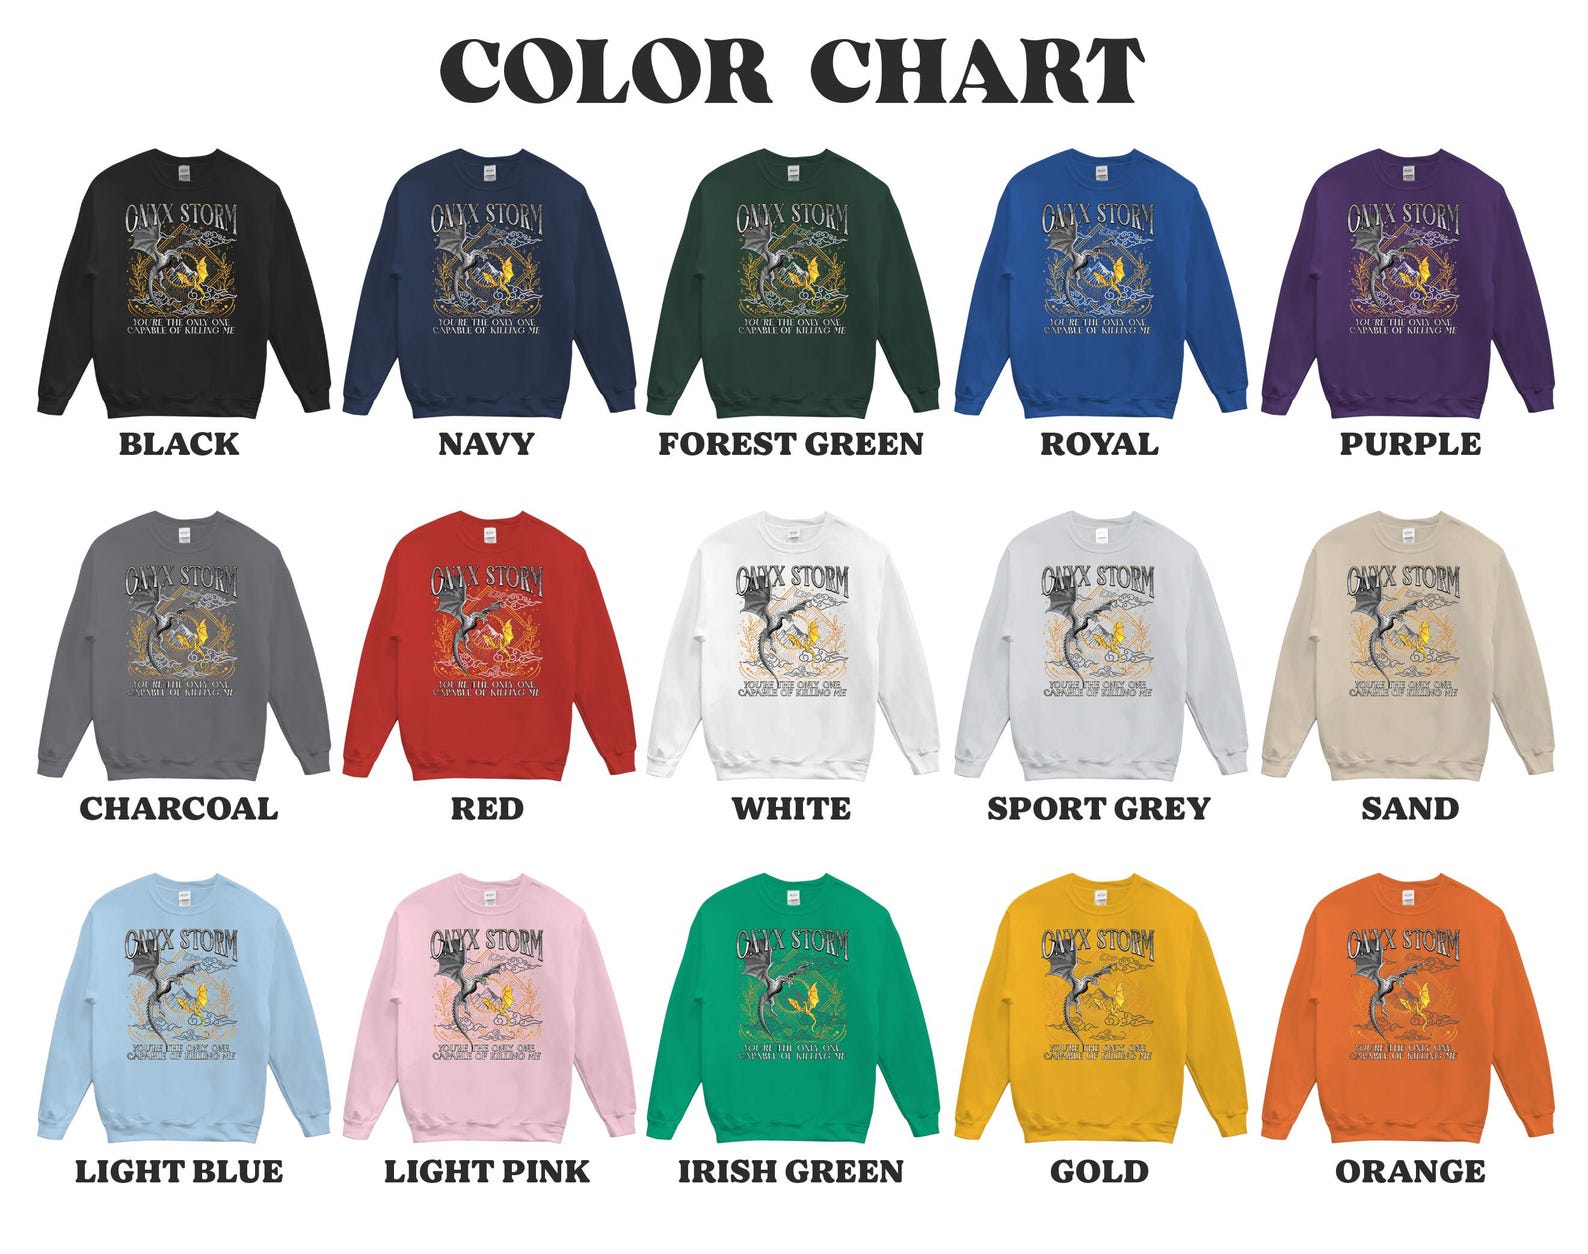 COLOR CHART
ONYX STORM
YOU'RE THE ONLY ONE
CAPABLE OF KILLING ME
BLACK
ONYX STORM
YOU'RE THE ONLY ONE
CAPABLE OF KILLING ME
NAVY
ONYX STORM
YOU'RE THE ONLY ONE
CAPABLE OF KILLING ME
FOREST GREEN
ONYX STORM
YOU'RE THE ONLY ONE
CAPABLE OF KILLING ME
ROYAL
ONYX STORM
YOU'RE THE ONLY ONE
CAPABLE OF KILLING ME
PURPLE
ONYX STORM
YOU'RE THE ONLY ONE
CAPABLE OF KILLING ME
CHARCOAL
ONYX STORM
YOU'RE THE ONLY ONE
CAPABLE OF KILLING ME
RED
ONYX STORM
YOU'RE THE ONLY ONE
CAPABLE OF KILLING ME
WHITE
ONYX STORM
YOU'RE THE ONLY ONE
CAPABLE OF KILLING ME
SPORT GREY
ONYX STORM
YOU'RE THE ONLY ONE
CAPABLE OF KILLING ME
SAND
ONYX STORM
YOU'RE THE ONLY ONE
CAPABLE OF KILLING ME
LIGHT BLUE
ONYX STORM
YOU'RE THE ONLY ONE
CAPABLE OF KILLING ME
LIGHT PINK
ONYX STORM
YOU'RE THE ONLY ONE
CAPABLE OF KILLING ME
IRISH GREEN
ONYX STORM
YOU'RE THE ONLY ONE
CAPABLE OF KILLING ME
GOLD
ONYX STORM
YOU'RE THE ONLY ONE
CAPABLE OF KILLING ME
ORANGE